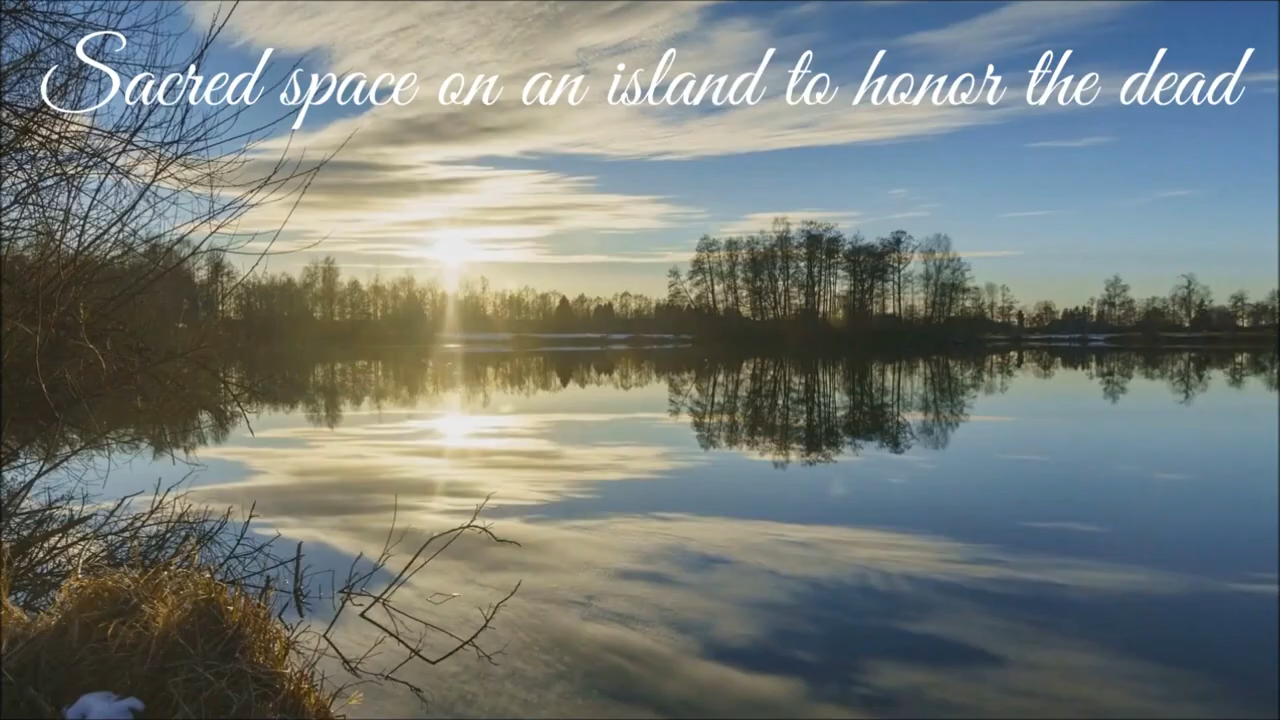 Sacred space on an island to honor the dead